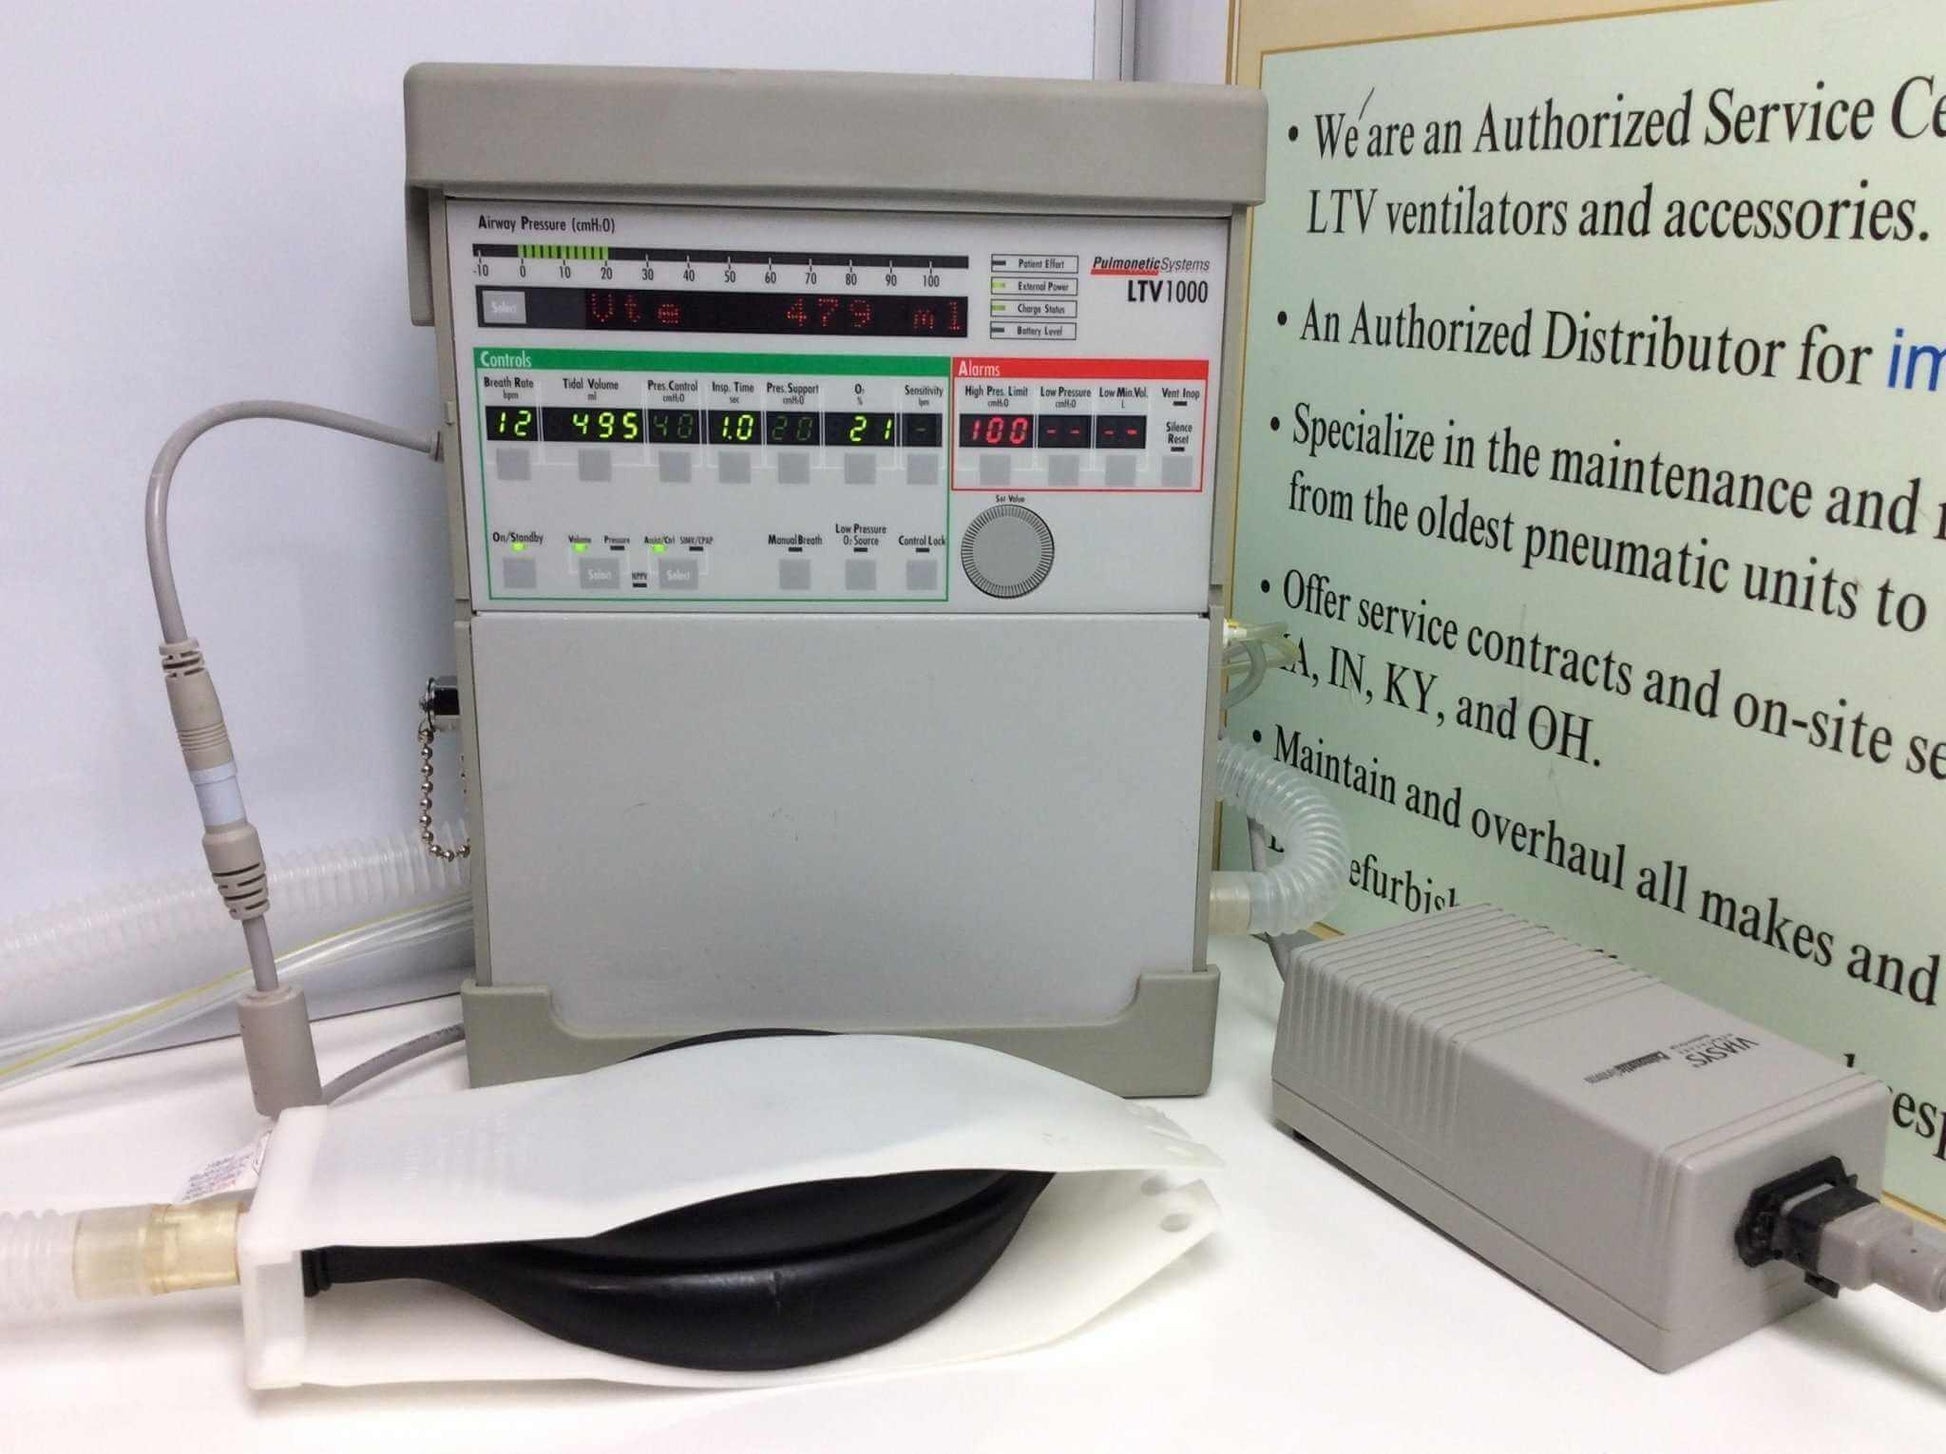 Airway Pressure (cmH2O)
-10 0 10 20 30 40 50 60 70 80 90 100
Select
Vte 479 ml
Patient Effort
External Power
Charge Status
Battery Level
PulmoneticSystems
LTV1000
Controls
Breath Rate Tidal Volume Pres. Control Insp. Time Pres. Support O2 Sensitivity
bpm ml cmH2O sec cmH2O % lpm
12 495 40 1.0 20 21 -
Alarms
High Pres. Limit Low Pressure Low Min.Vol. Vent Inop
cmH2O cmH2O L
100 -- --
Silence
Reset
Set Value
On/Standby Volume Pressure Assist/Ctrl SIMV/CPAP Manual Breath Low Pressure
O2 Source Control Lock
Select NPPV Select
• We're are an Authorized Service Ce
LTV ventilators and accessories.
• An Authorized Distributor for im
• Specialize in the maintenance and
from the oldest pneumatic units to
• Offer service contracts and on-site se
IA, IN, KY, and OH.
• Maintain and overhaul all makes and
efurbis
esp
VIASYS
PulmoneticSystems